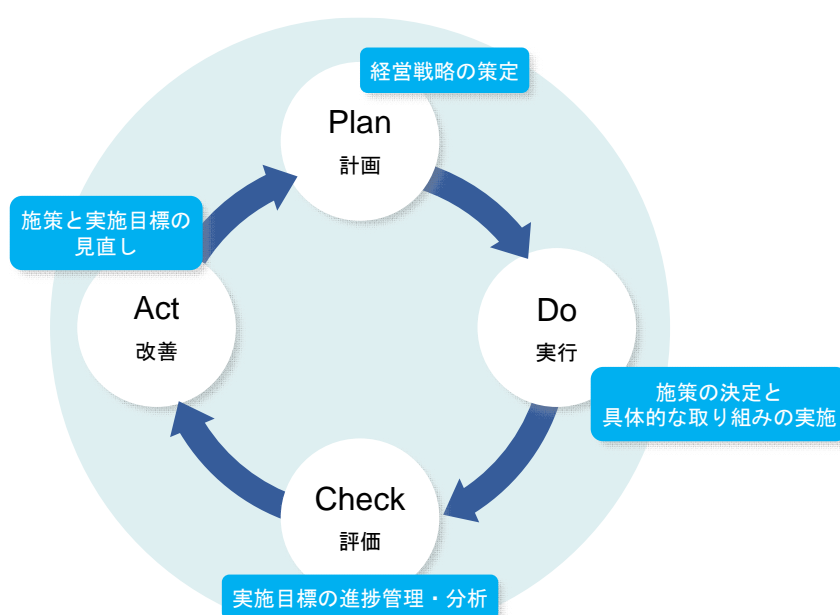 経営戦略の策定
Plan
計画
施策と実施目標の
見直し
Act
改善
Do
実行
施策の決定と
具体的な取り組みの実施
Check
評価
実施目標の進捗管理・分析